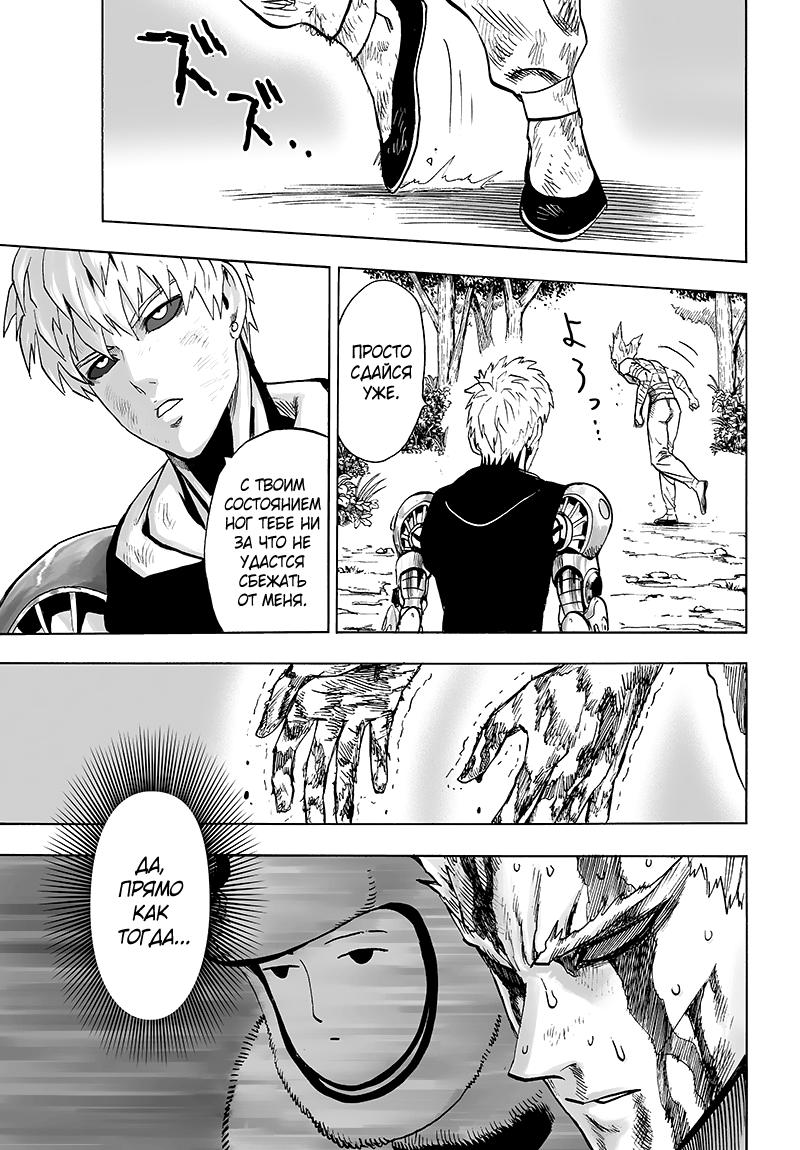 ズ
ズ...
よろっ...
ПРОСТО
СДАЙСЯ
УЖЕ.
С ТВОИМ
СОСТОЯНИЕМ
НОГ ТЕБЕ НИ
ЗА ЧТО НЕ
УДАСТСЯ
СБЕЖАТЬ
ОТ МЕНЯ.
ДА,
ПРЯМО
КАК
ТОГДА...